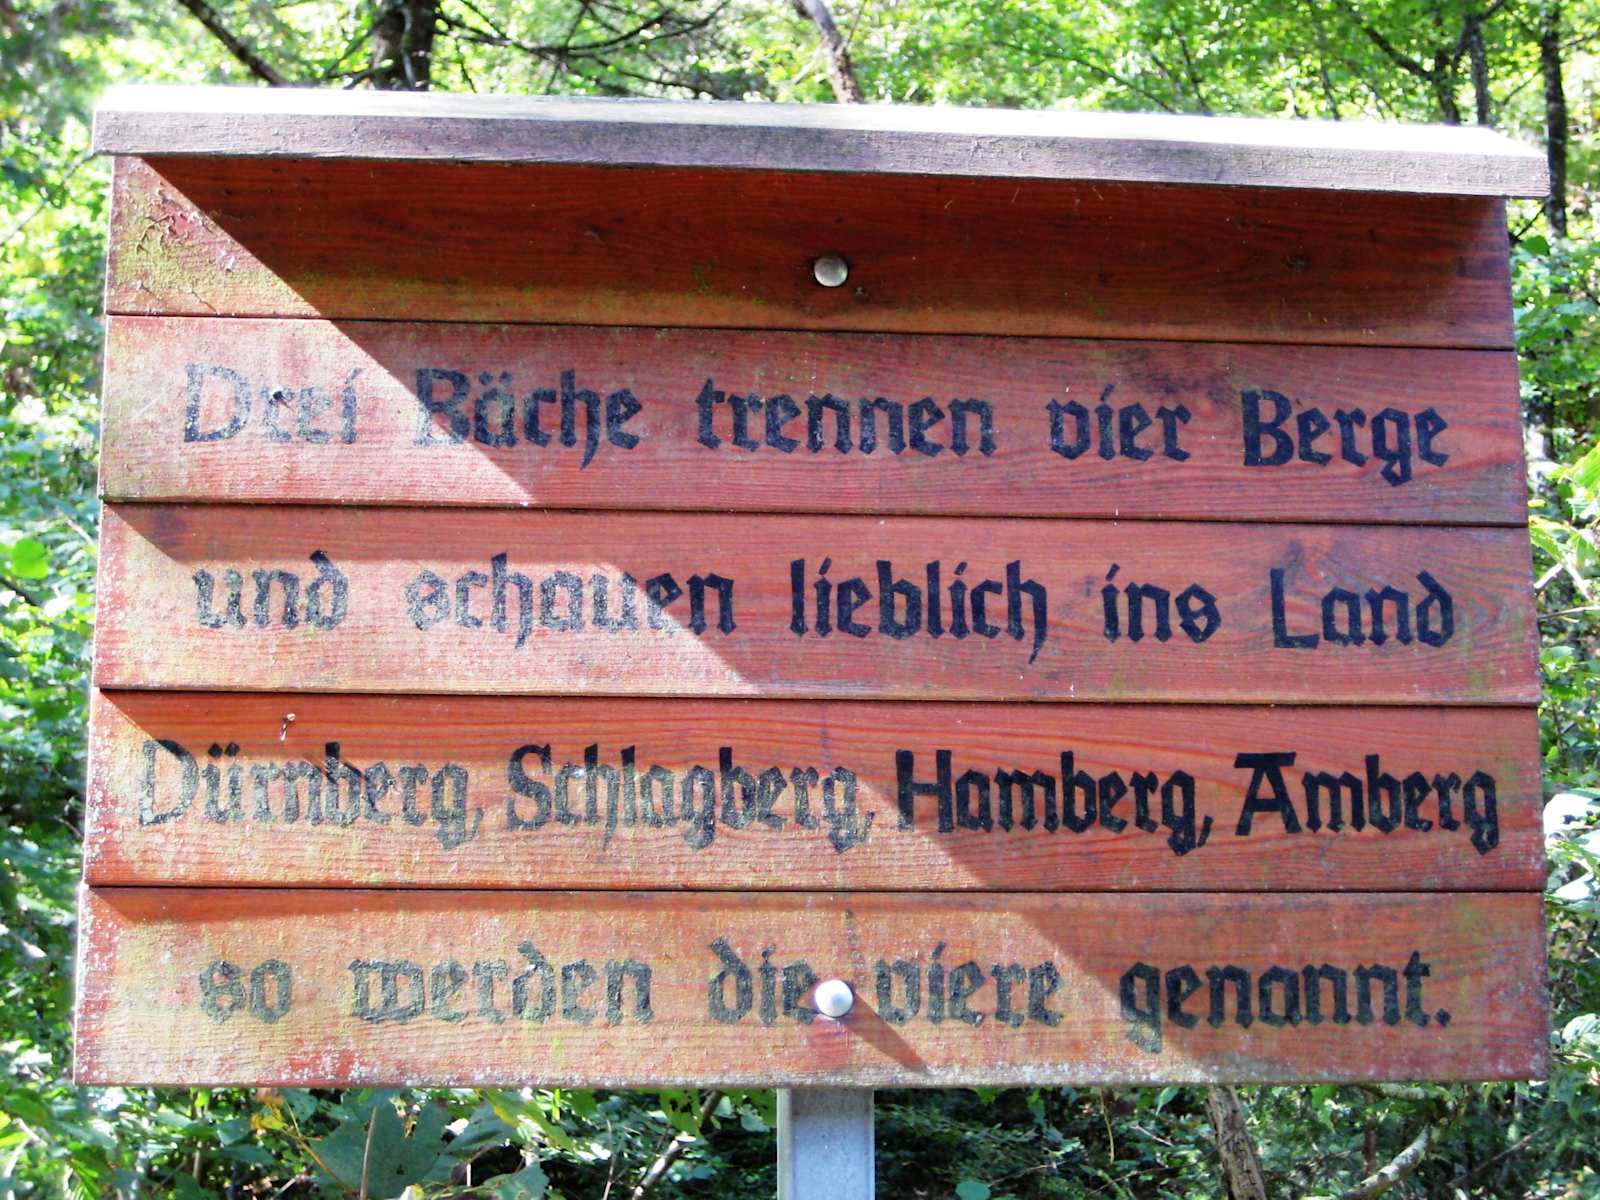 Drei Bäche trennen vier Berge
und schauen lieblich ins Land
Dürnberg, Schlagberg, Hamberg, Amberg
so werden die viere genannt.